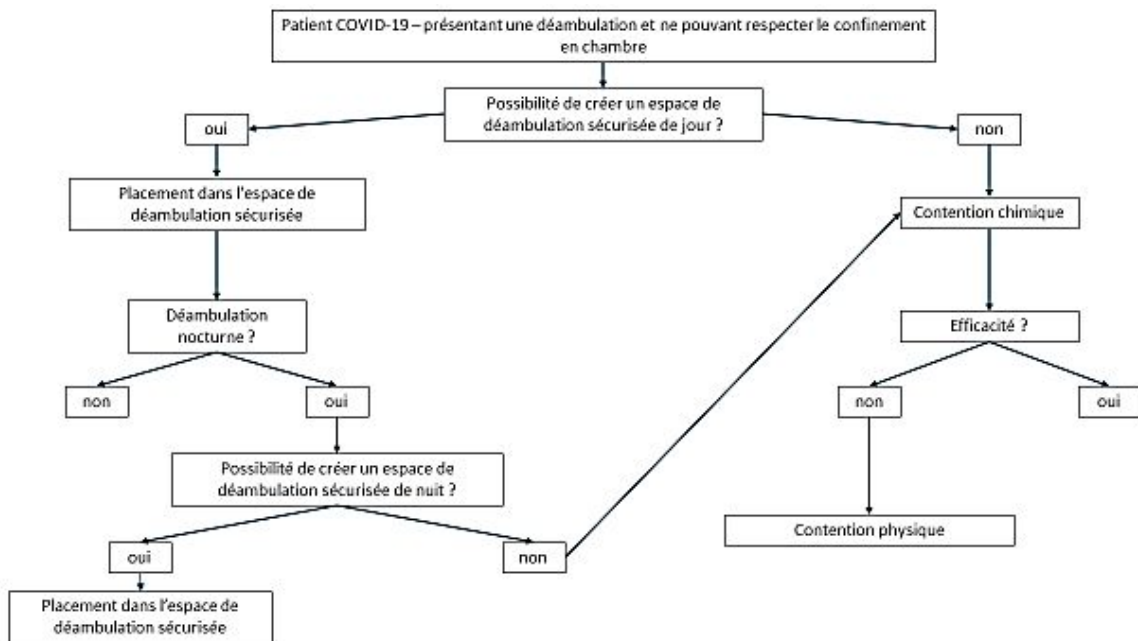 Patient COVID-19 – présentant une déambulation et ne pouvant respecter le confinement
en chambre
Possibilité de créer un espace de
déambulation sécurisée de jour ?
oui
non
Placement dans l'espace de
déambulation sécurisée
Contention chimique
Déambulation
nocturne ?
Efficacité ?
non
oui
non
oui
Possibilité de créer un espace de
déambulation sécurisée de nuit ?
Contention physique
oui
non
Placement dans l'espace de
déambulation sécurisée